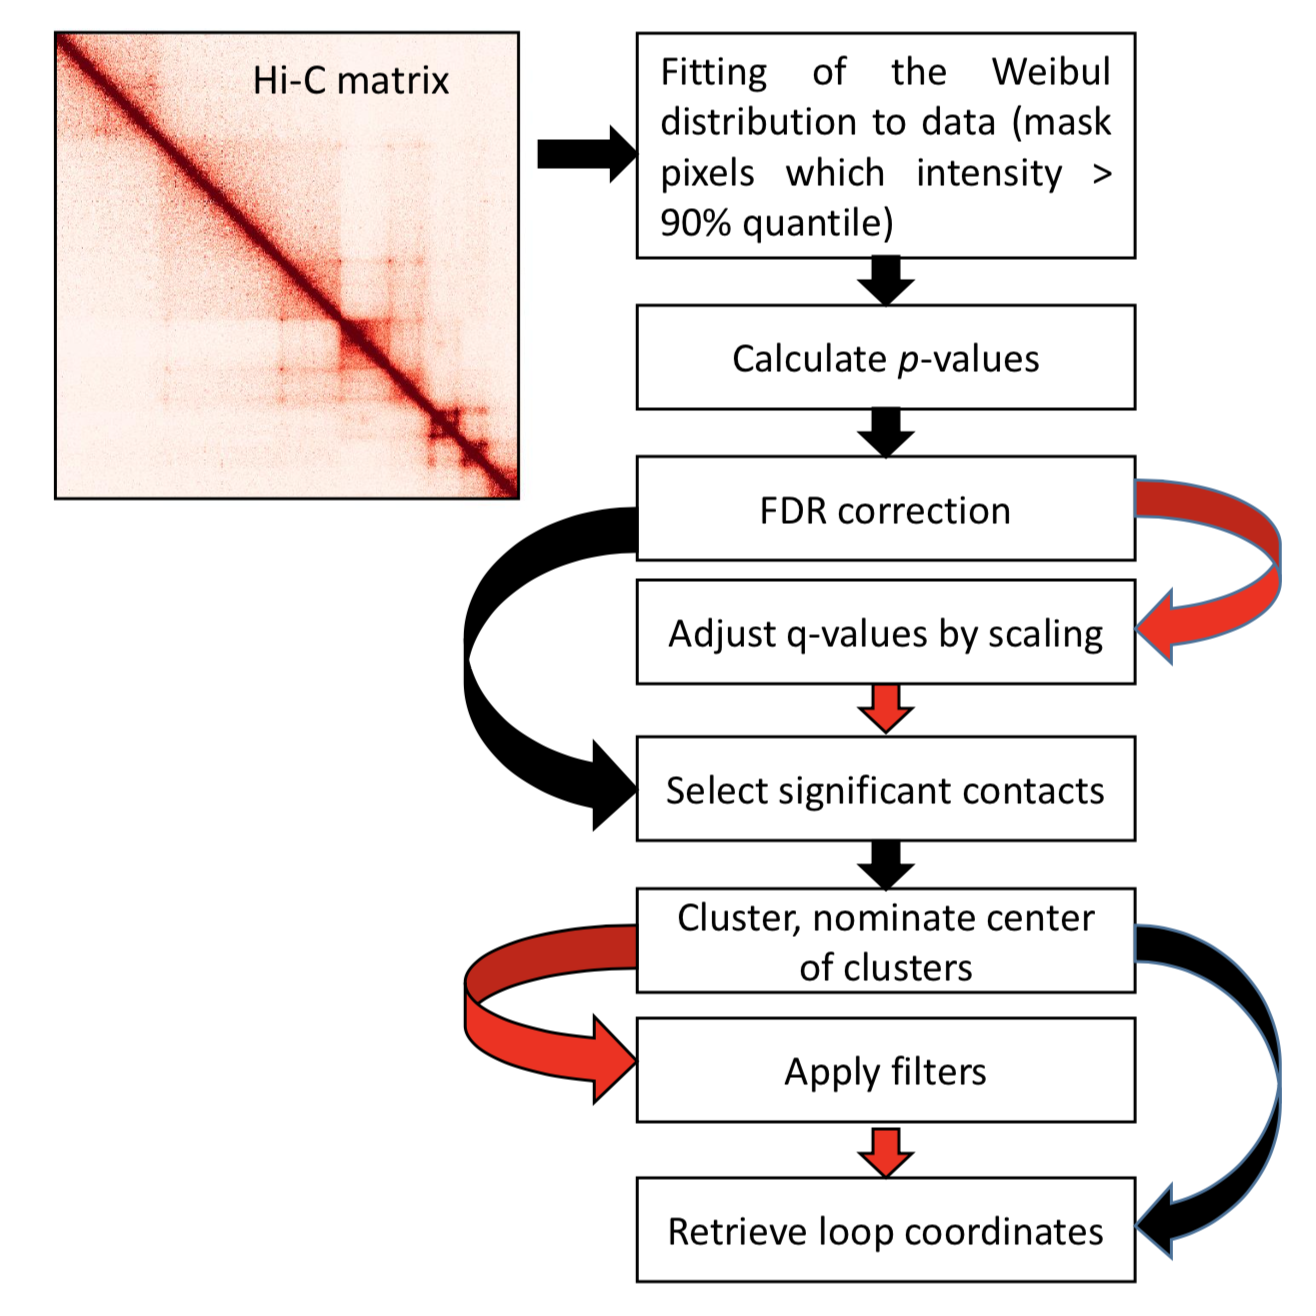 Hi-C matrix
Fitting of the Weibul
distribution to data (mask
pixels which intensity >
90% quantile)
Calculate p-values
FDR correction
Adjust q-values by scaling
Select significant contacts
Cluster, nominate center
of clusters
Apply filters
Retrieve loop coordinates